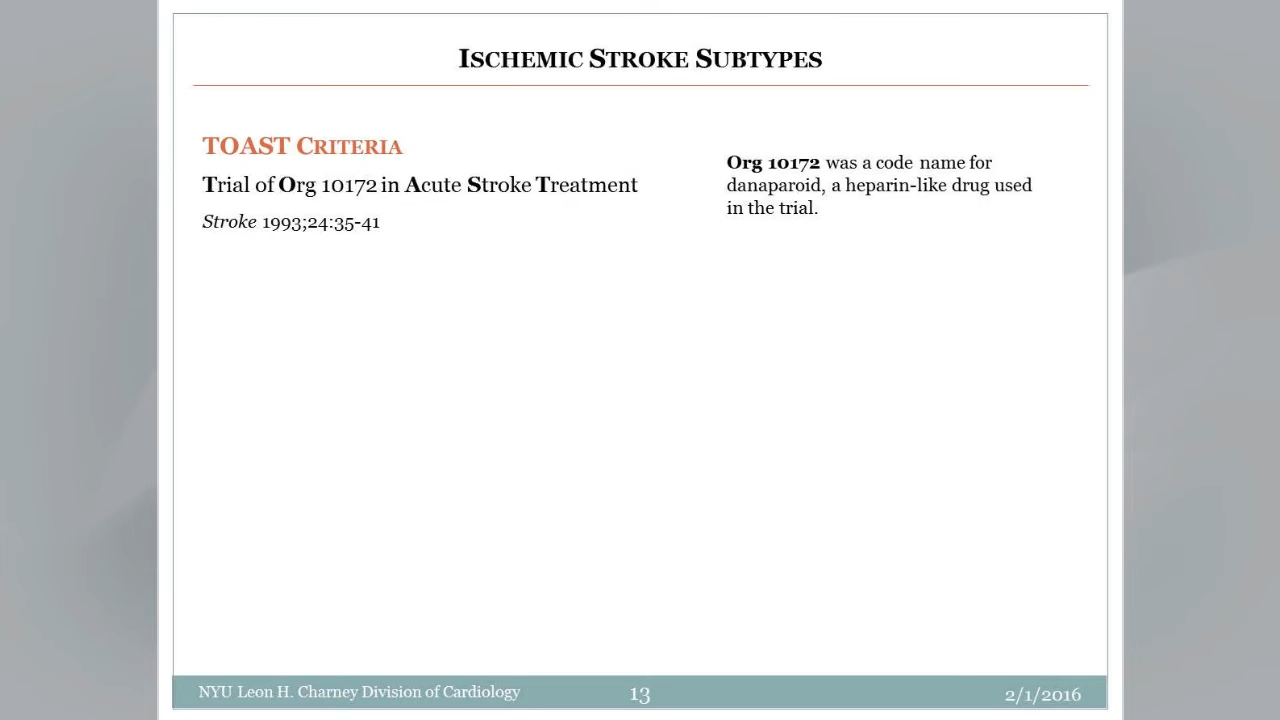 ISCHEMIC STROKE SUBTYPES
TOAST CRITERIA
Trial of Org 10172 in Acute Stroke Treatment
Stroke 1993;24:35-41
Org 10172 was a code name for
danaparoid, a heparin-like drug used
in the trial.
NYU Leon H. Charney Division of Cardiology
13
2/1/2016